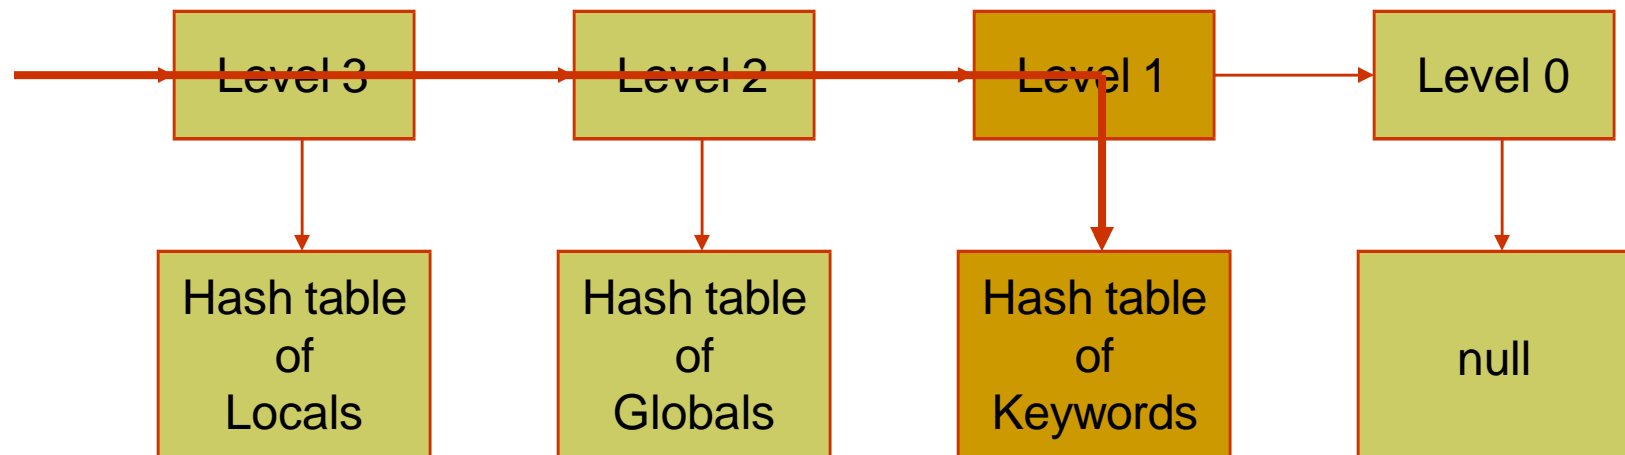 Level 3
Level 2
Level 1
Level 0
Hash table
of
Locals
Hash table
of
Globals
Hash table
of
Keywords
null